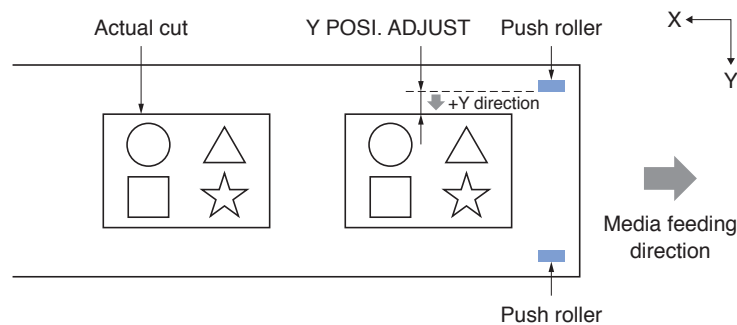 Actual cut
Y POSI. ADJUST
Push roller
X
Y
+Y direction
Media feeding
direction
Push roller